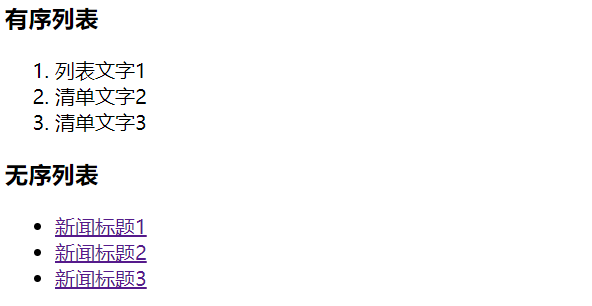 有序列表
1. 列表文字1
2. 清单文字2
3. 清单文字3
无序列表
• 新闻标题1
• 新闻标题2
• 新闻标题3